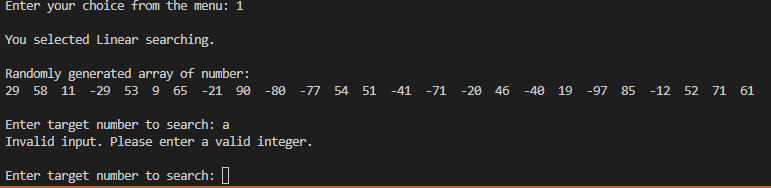 Enter your choice from the menu: 1
You selected Linear searching.
Randomly generated array of number:
29 58 11 -29 53 9 65 -21 90 -80 -77 54 51 -41 -71 -20 46 -40 19 -97 85 -12 52 71 61
Enter target number to search: a
Invalid input. Please enter a valid integer.
Enter target number to search: